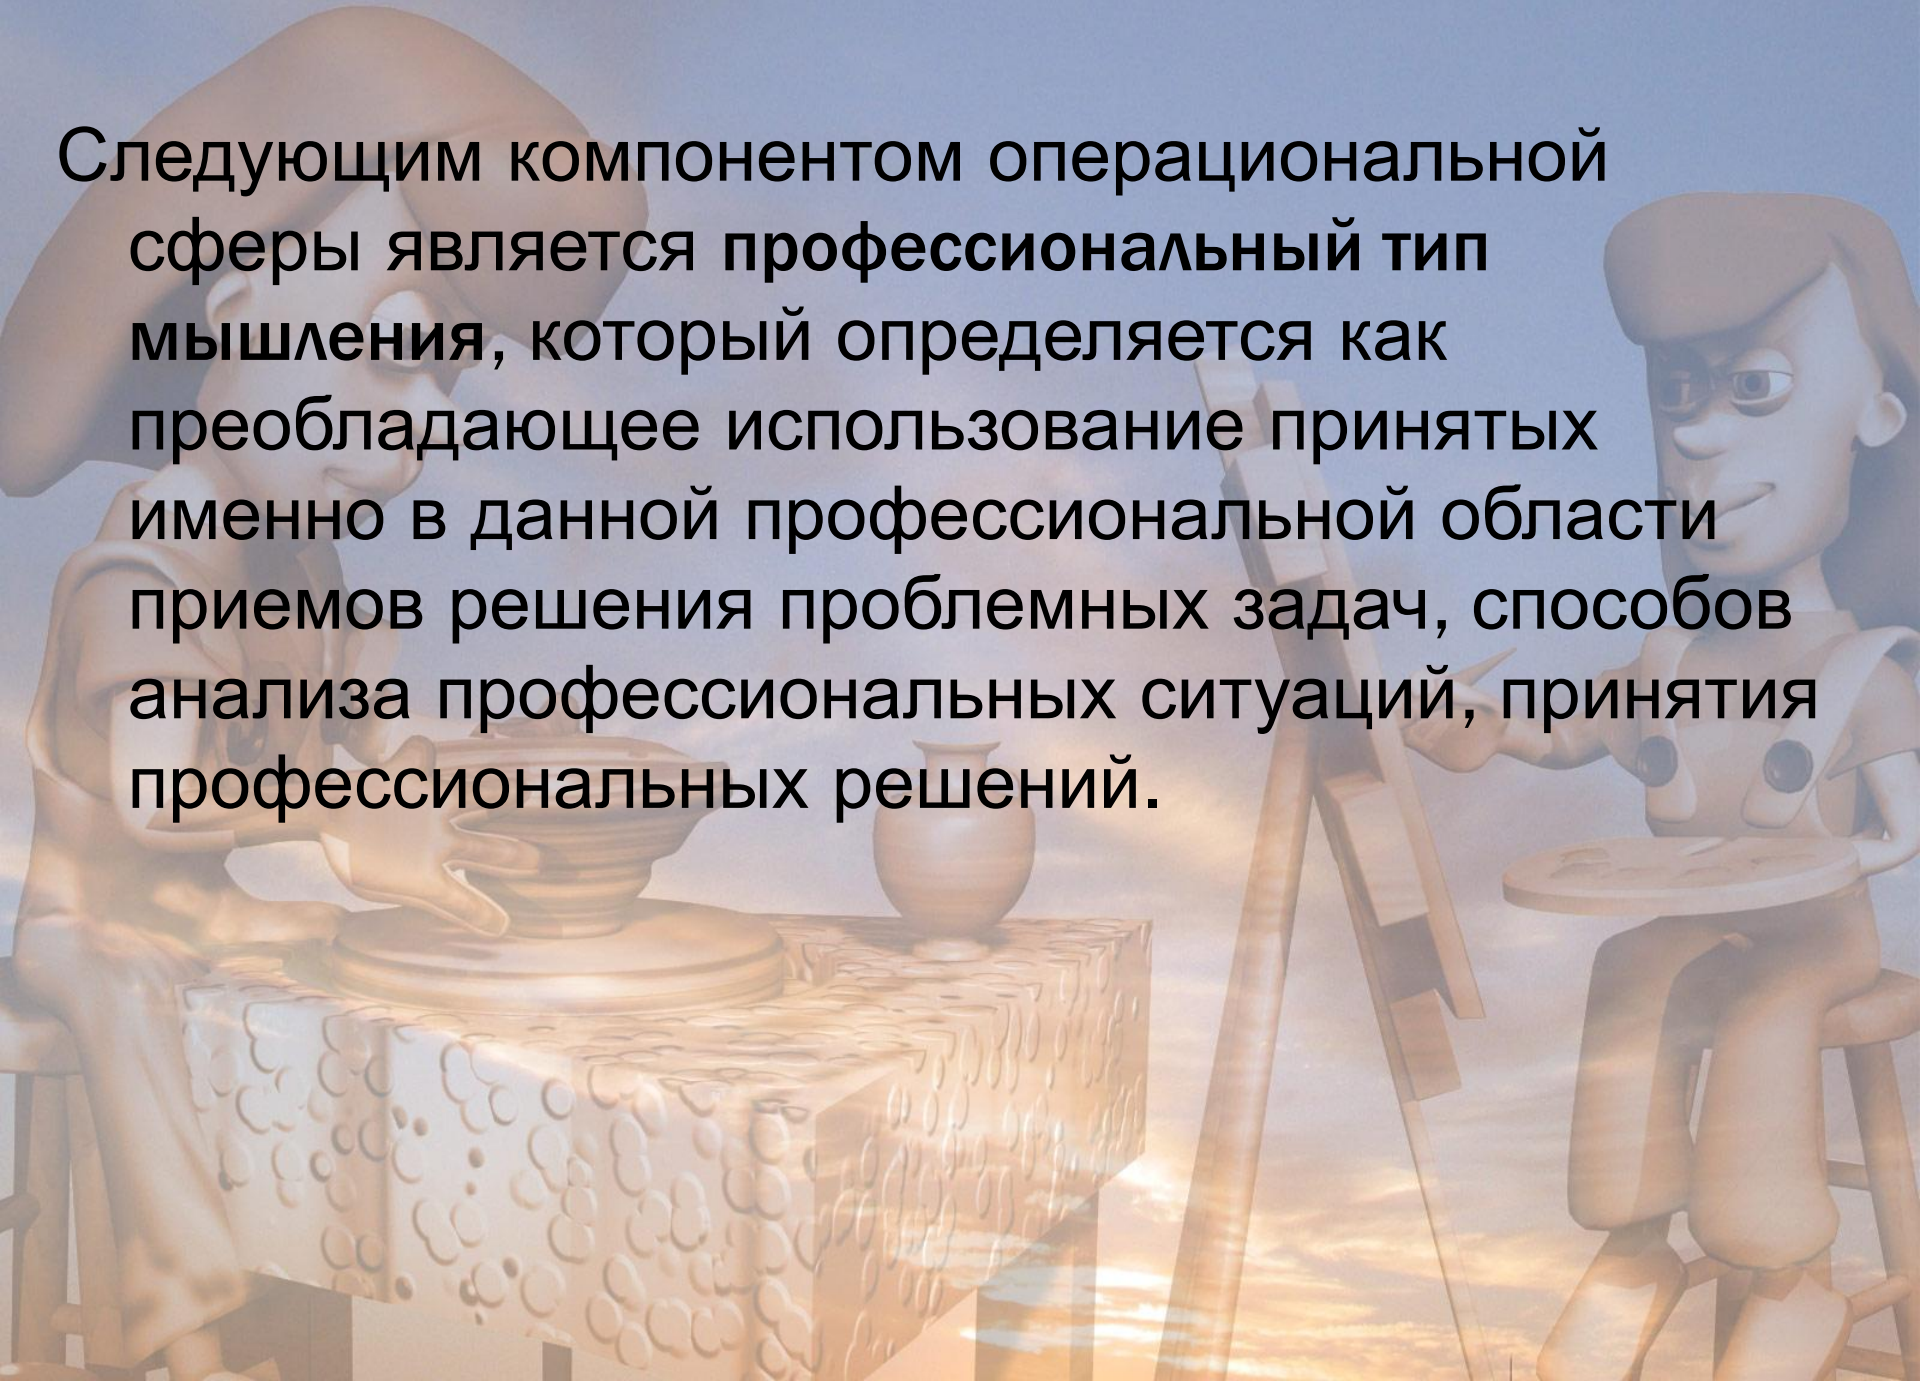 Следующим компонентом операциональной
сферы является профессиональный тип
мышления, который определяется как
преобладающее использование принятых
именно в данной профессиональной области
приемов решения проблемных задач, способов
анализа профессиональных ситуаций, принятия
профессиональных решений.